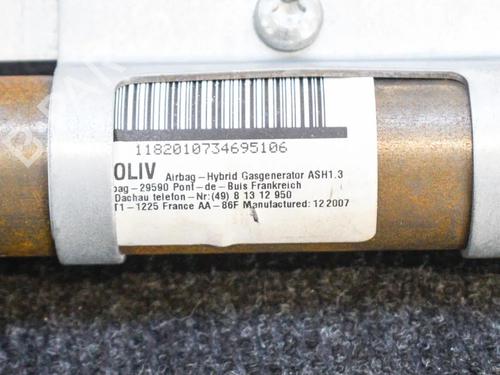 1182010734695106
OLIV Airbag-Hybrid Gasgenerator ASH1.3
bag-29590 Pont-de-Buis Frankreich
Dachau telefon-Nr:(49) 8 13 12 950
T1-1225 France AA-86F Manufactured: 12 2007